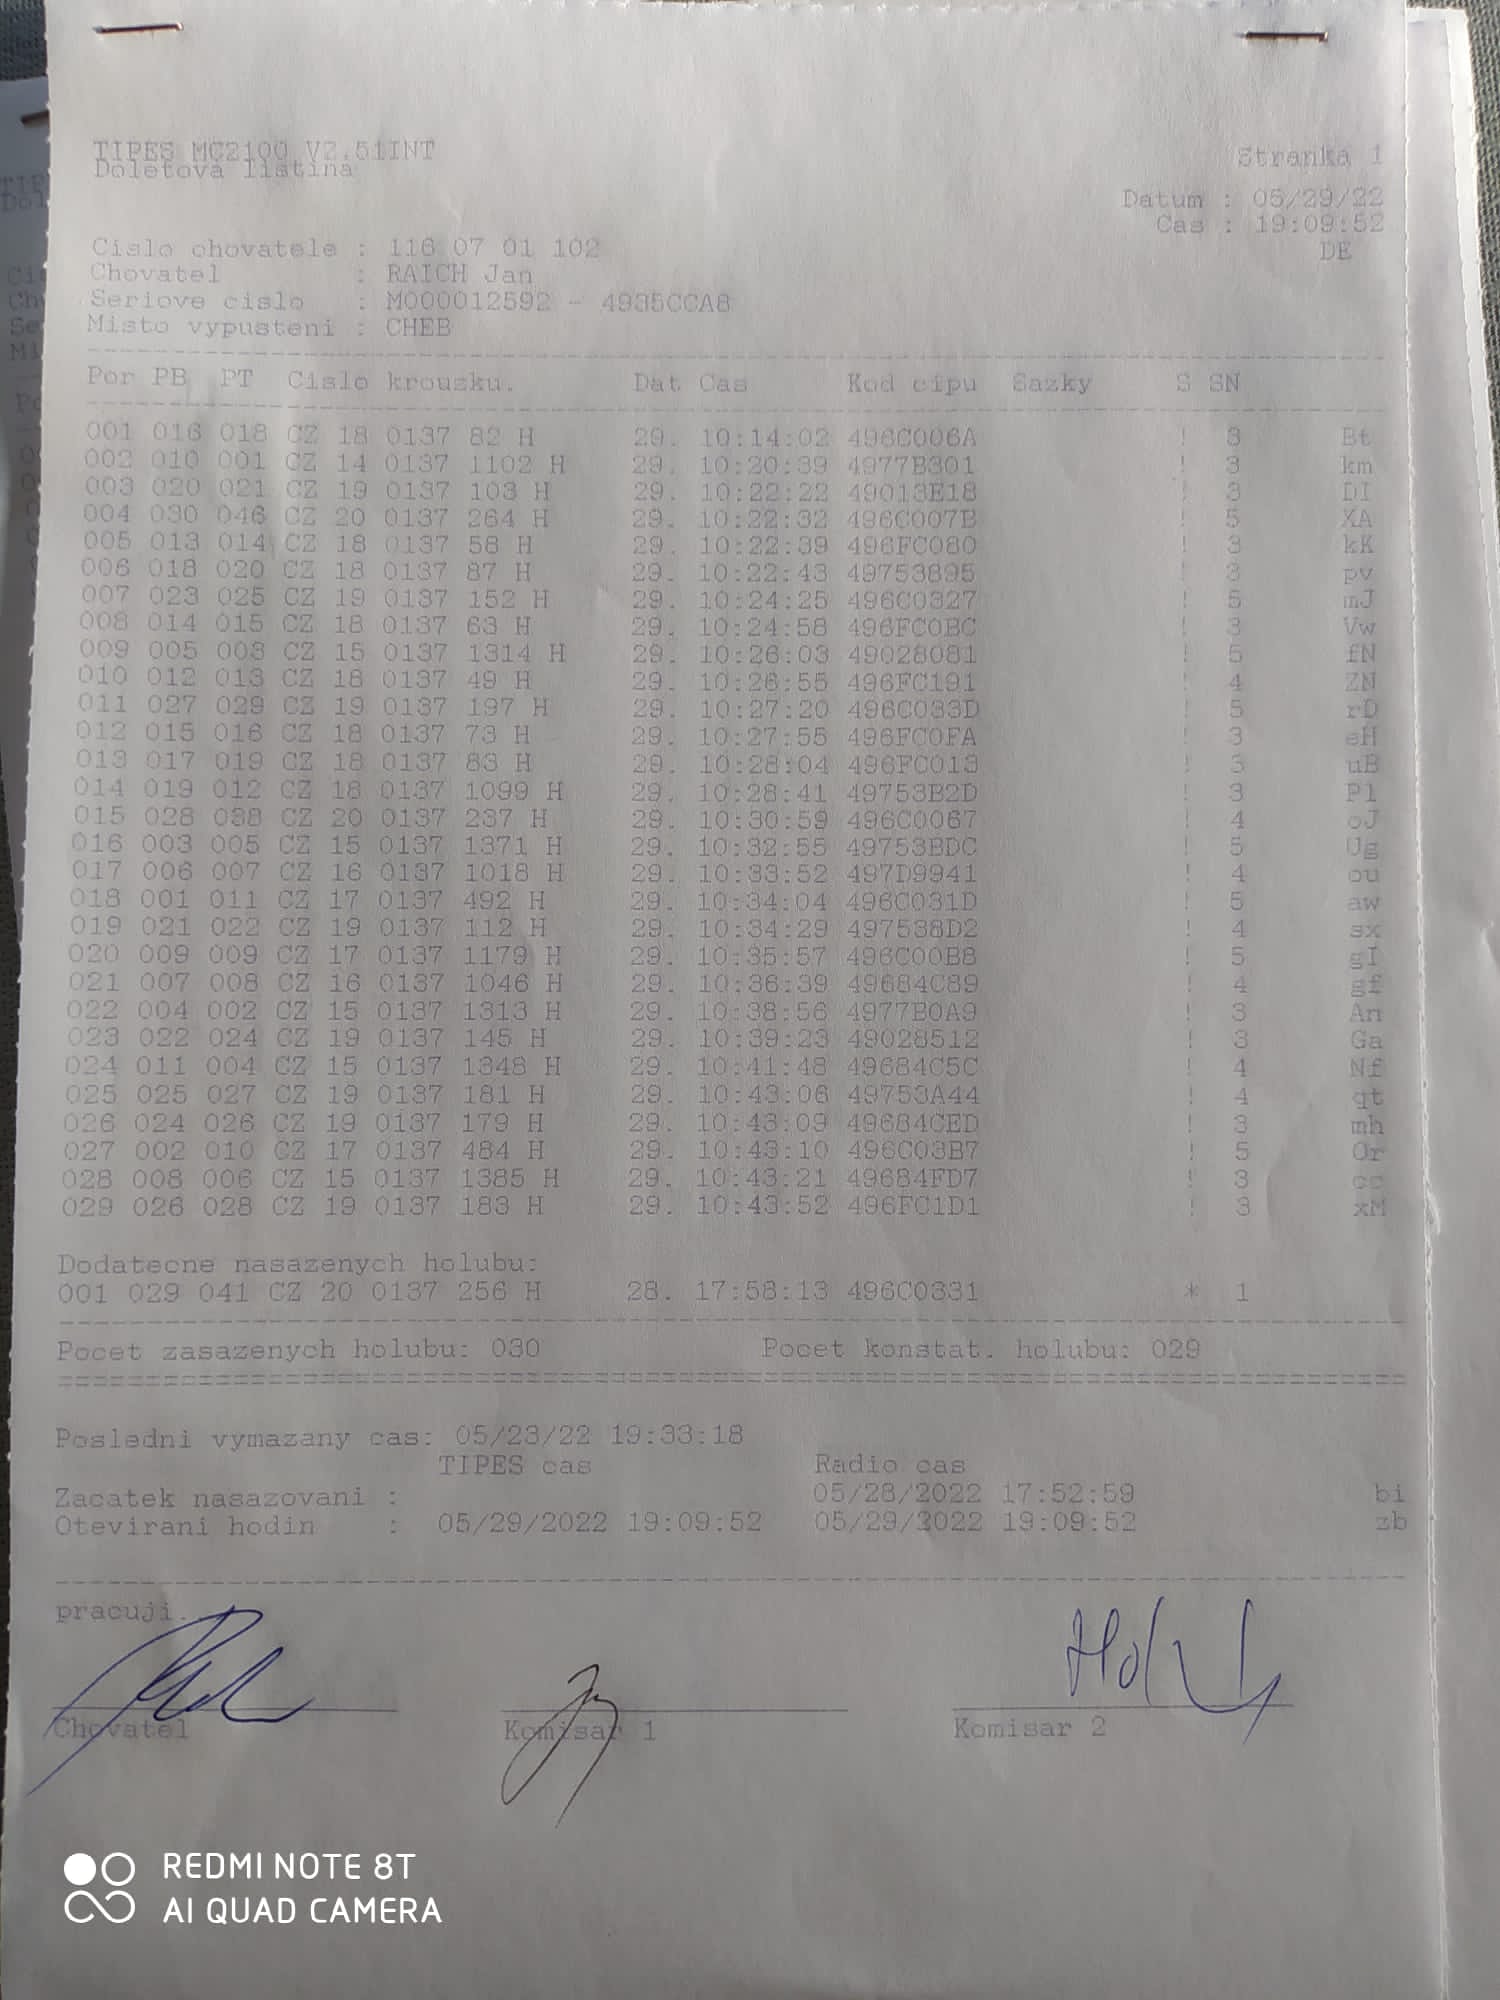 TIPES MC2100 V2.51INT
Doletova listina
Stranka 1
Datum : 05/29/22
Cas : 19:09:52
DE
Cislo chovatele : 116 07 01 102
Chovatel : RAICH Jan
Seriove cislo : M000012592 - 4935CCA8
Misto vypusteni : CHEB
Por PB PT Cislo krouzku. Dat Cas Kod cipu Sazky S SN
001 016 018 CZ 18 0137 82 H 29. 10:14:02 496C006A ! 3 Bt
002 010 001 CZ 14 0137 1102 H 29. 10:20:39 4977B301 ! 3 km
003 020 021 CZ 19 0137 103 H 29. 10:22:22 49013E18 ! 3 DI
004 030 046 CZ 20 0137 264 H 29. 10:22:32 496C007B ! 5 XA
005 013 014 CZ 18 0137 58 H 29. 10:22:39 496FC080 ! 3 kK
006 018 020 CZ 18 0137 87 H 29. 10:22:43 49753895 ! 3 pv
007 023 025 CZ 19 0137 152 H 29. 10:24:25 496C0327 ! 5 mJ
008 014 015 CZ 18 0137 63 H 29. 10:24:58 496FC0BC ! 3 Vw
009 005 003 CZ 15 0137 1314 H 29. 10:26:03 49028081 ! 5 fN
010 012 013 CZ 18 0137 49 H 29. 10:26:55 496FC191 ! 4 ZN
011 027 029 CZ 19 0137 197 H 29. 10:27:20 496C033D ! 5 rD
012 015 016 CZ 18 0137 73 H 29. 10:27:55 496FC0FA ! 3 eH
013 017 019 CZ 18 0137 83 H 29. 10:28:04 496FC013 ! 3 uB
014 019 012 CZ 18 0137 1099 H 29. 10:28:41 49753B2D ! 3 Pl
015 028 038 CZ 20 0137 237 H 29. 10:30:59 496C0067 ! 4 oJ
016 003 005 CZ 15 0137 1371 H 29. 10:32:55 49753BDC ! 5 Ug
017 006 007 CZ 16 0137 1018 H 29. 10:33:52 497D9941 ! 4 ou
018 001 011 CZ 17 0137 492 H 29. 10:34:04 496C031D ! 5 aw
019 021 022 CZ 19 0137 112 H 29. 10:34:29 497538D2 ! 4 sx
020 009 009 CZ 17 0137 1179 H 29. 10:35:57 496C00B8 ! 5 gI
021 007 008 CZ 16 0137 1046 H 29. 10:36:39 49684C89 ! 4 gf
022 004 002 CZ 15 0137 1313 H 29. 10:38:56 4977B0A9 ! 3 An
023 022 024 CZ 19 0137 145 H 29. 10:39:23 49028512 ! 3 Ga
024 011 004 CZ 15 0137 1348 H 29. 10:41:48 49684C5C ! 4 Nf
025 025 027 CZ 19 0137 181 H 29. 10:43:06 49753A44 ! 4 qt
026 024 026 CZ 19 0137 179 H 29. 10:43:09 49684CED ! 3 mh
027 002 010 CZ 17 0137 484 H 29. 10:43:10 496C03B7 ! 5 Or
028 008 006 CZ 15 0137 1385 H 29. 10:43:21 49684FD7 ! 3 cc
029 026 028 CZ 19 0137 183 H 29. 10:43:52 496FC1D1 ! 3 xM
Dodatecne nasazenych holubu:
001 029 041 CZ 20 0137 256 H 28. 17:58:13 496C0331 * 1
Pocet zasazenych holubu: 030 Pocet konstat. holubu: 029
Posledni vymazany cas: 05/23/22 19:33:18
TIPES cas Radio cas
Zacatek nasazovani : 05/28/2022 17:52:59 bi
Otevirani hodin : 05/29/2022 19:09:52 05/29/2022 19:09:52 zb
pracuji.
Chovatel Komisar 1 Komisar 2
REDMI NOTE 8T
AI QUAD CAMERA